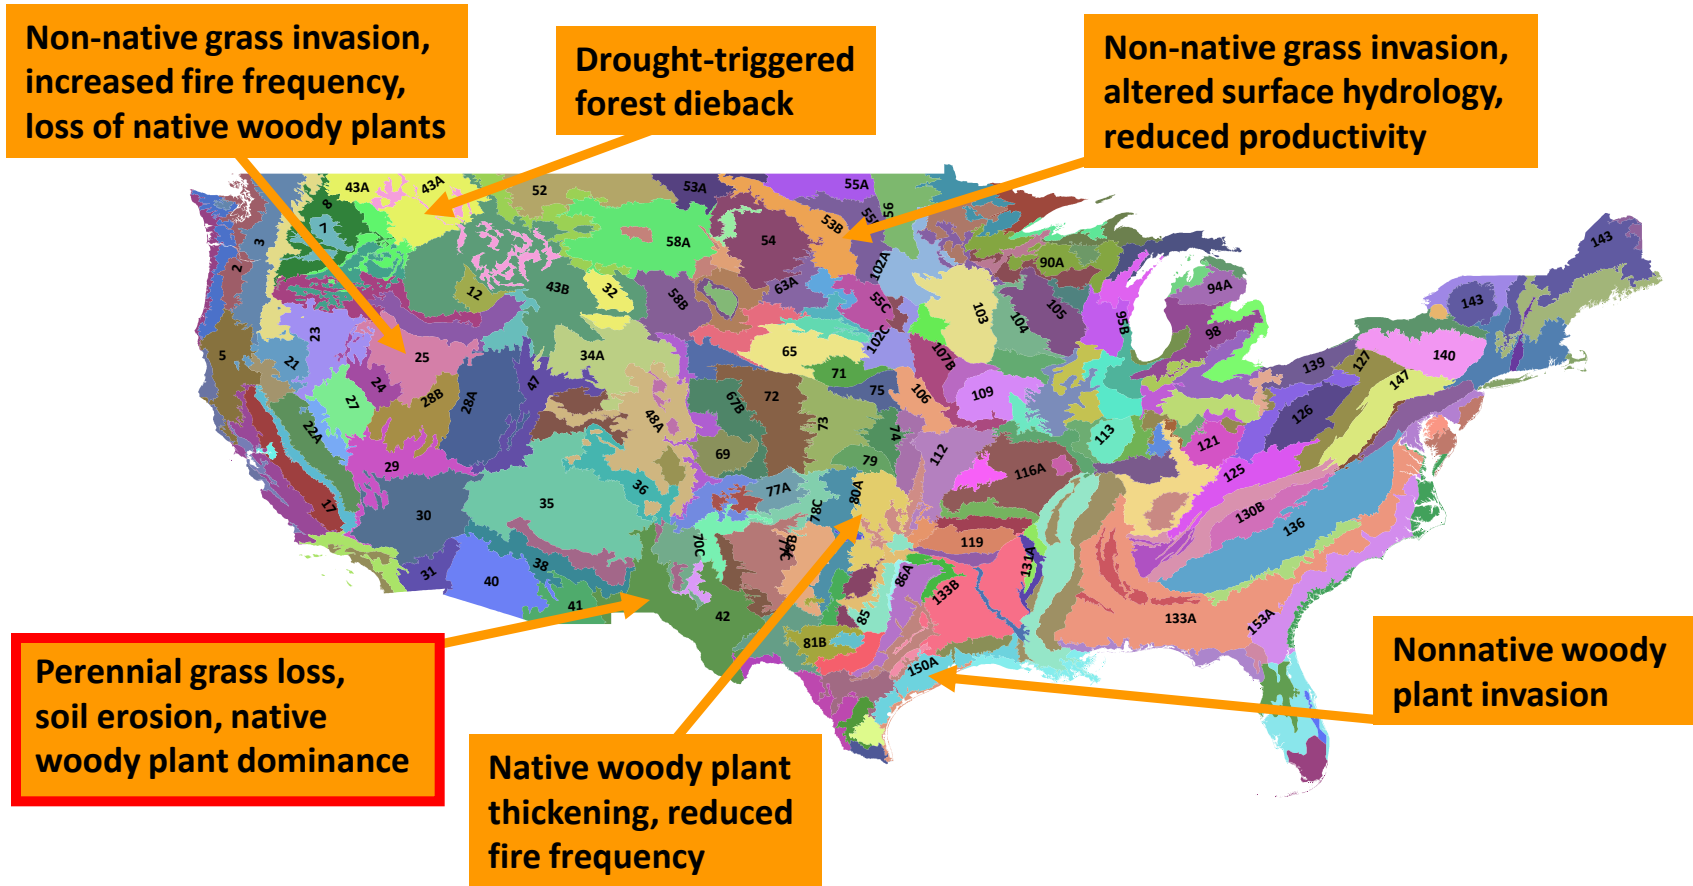 Non-native grass invasion,
increased fire frequency,
loss of native woody plants
Drought-triggered
forest dieback
Non-native grass invasion,
altered surface hydrology,
reduced productivity
43A
43A
52
53A
55A
56
8
7
3
2
53B
58A
54
102A
90A
143
12
43B
32
58B
63A
55C
103
104
105
95B
94A
98
143
23
5
21
25
24
27
28B
28A
47
34A
65
102C
107B
71
75
106
109
139
127
140
147
126
22A
48A
67B
72
73
74
69
79
112
113
121
125
116A
29
17
30
35
36
77A
78C
80A
130B
136
31
40
38
41
70C
78B
119
131A
86A
133B
85
42
81B
133A
153A
150A
Perennial grass loss,
soil erosion, native
woody plant dominance
Native woody plant
thickening, reduced
fire frequency
Nonnative woody
plant invasion